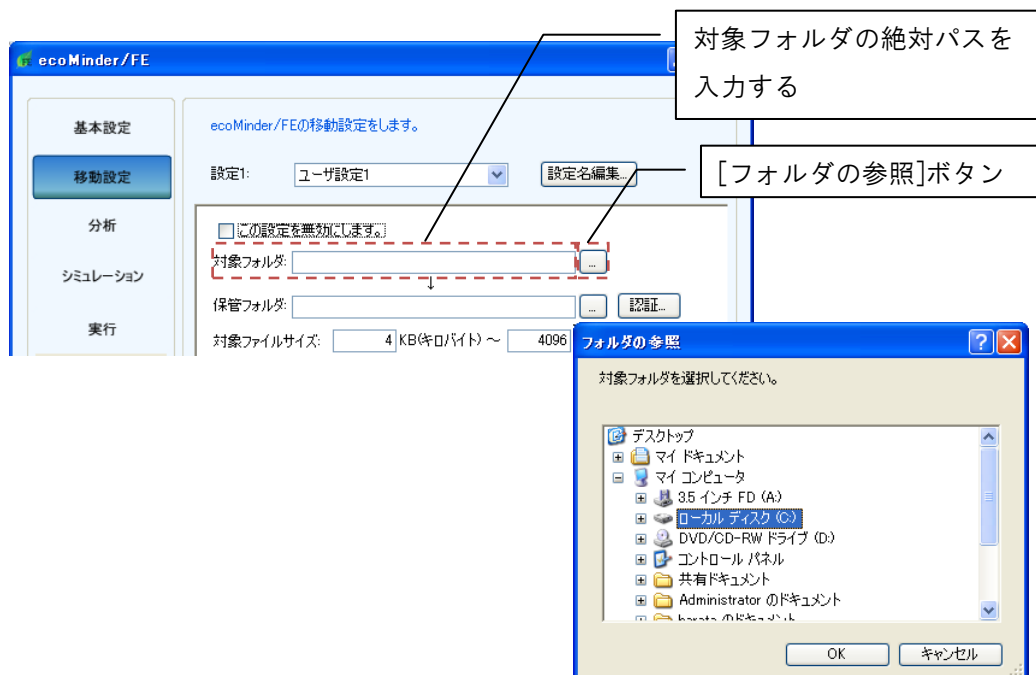 対象フォルダの絶対パスを
入力する
ecoMinder/FE
基本設定
移動設定
分析
シミュレーション
実行
ecoMinder/FEの移動設定をします。
設定1:
ユーザ設定1
設定名編集...
[フォルダの参照]ボタン
この設定を無効にします。
対象フォルダ:
...
↓
保管フォルダ:
...
認証...
対象ファイルサイズ: 4 KB(キロバイト) ~ 4096
フォルダの参照
対象フォルダを選択してください。
デスクトップ
マイ ドキュメント
マイ コンピュータ
3.5 インチ FD (A:)
ローカル ディスク (C:)
DVD/CD-RW ドライブ (D:)
コントロール パネル
共有ドキュメント
Administrator のドキュメント
OK
キャンセル